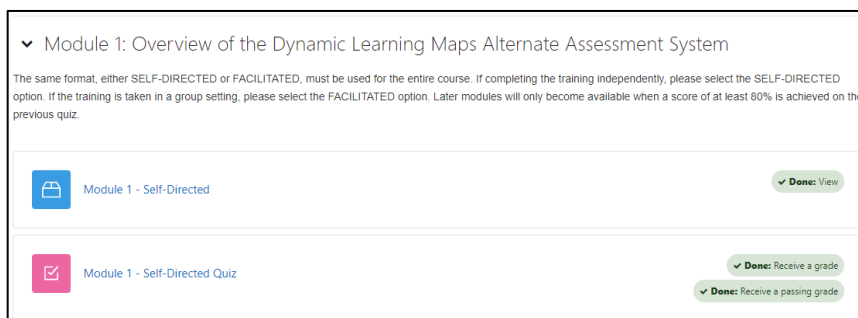 Module 1: Overview of the Dynamic Learning Maps Alternate Assessment System
The same format, either SELF-DIRECTED or FACILITATED, must be used for the entire course. If completing the training independently, please select the SELF-DIRECTED
option. If the training is taken in a group setting, please select the FACILITATED option. Later modules will only become available when a score of at least 80% is achieved on
previous quiz.
Module 1 - Self-Directed
Done: View
Module 1 - Self-Directed Quiz
Done: Receive a grade
Done: Receive a passing grade